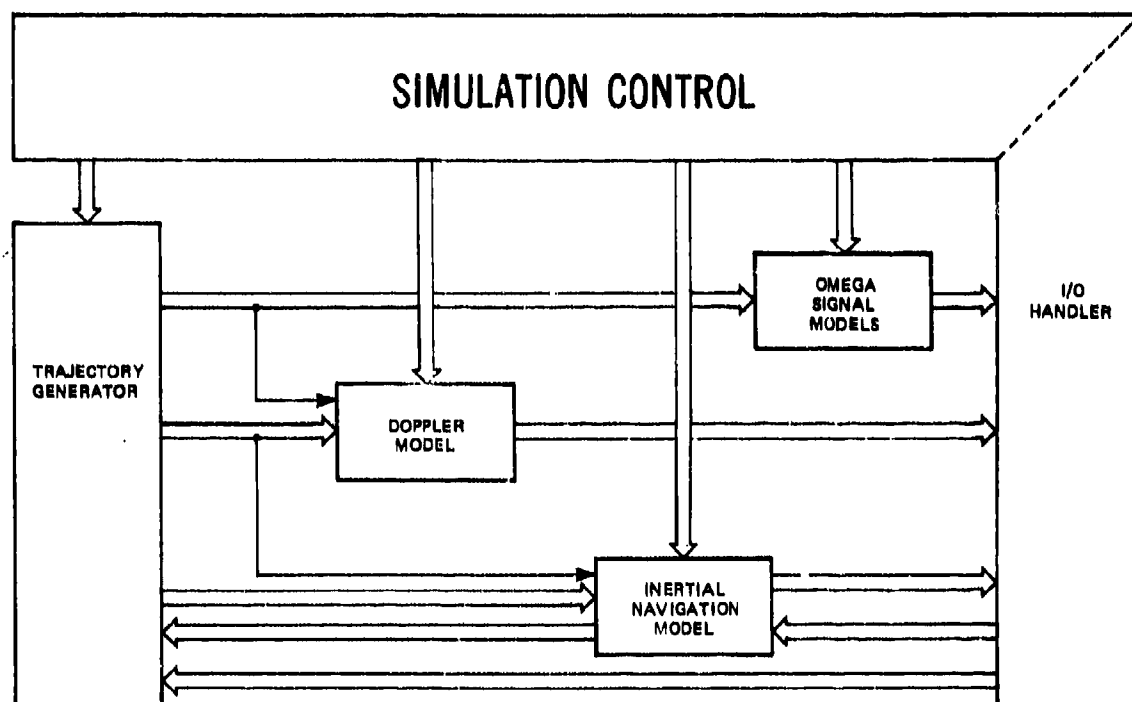 SIMULATION CONTROL
OMEGA
SIGNAL
MODELS
I/O
HANDLER
TRAJECTORY
GENERATOR
DOPPLER
MODEL
INERTIAL
NAVIGATION
MODEL